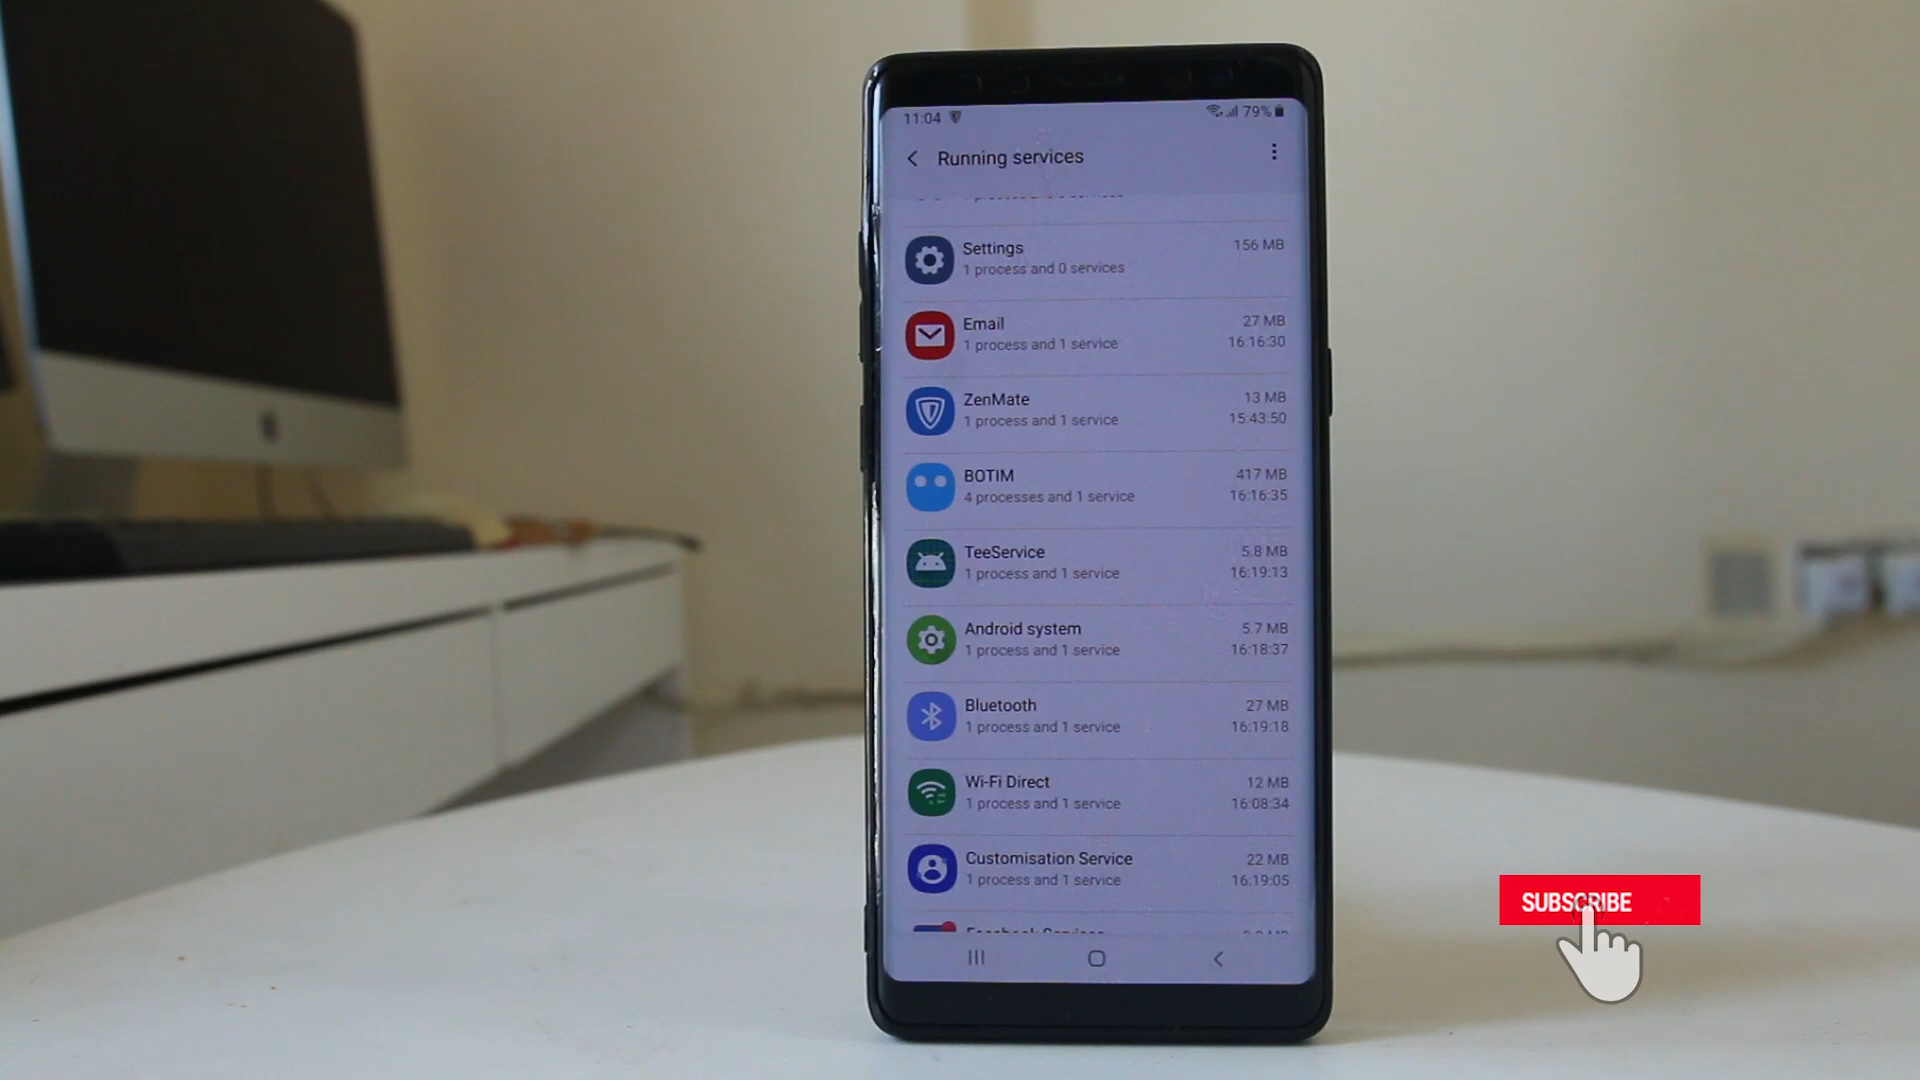 11:04
79%
Running services
Settings
156 MB
1 process and 0 services
Email
27 MB
1 process and 1 service
16:16:30
ZenMate
13 MB
1 process and 1 service
15:43:50
BOTIM
417 MB
4 processes and 1 service
16:16:35
TeeService
5.8 MB
1 process and 1 service
16:19:13
Android system
5.7 MB
1 process and 1 service
16:18:37
Bluetooth
27 MB
1 process and 1 service
16:19:18
Wi-Fi Direct
12 MB
1 process and 1 service
16:08:34
Customisation Service
22 MB
1 process and 1 service
16:19:05
Facebook Services
SUBSCRIBE